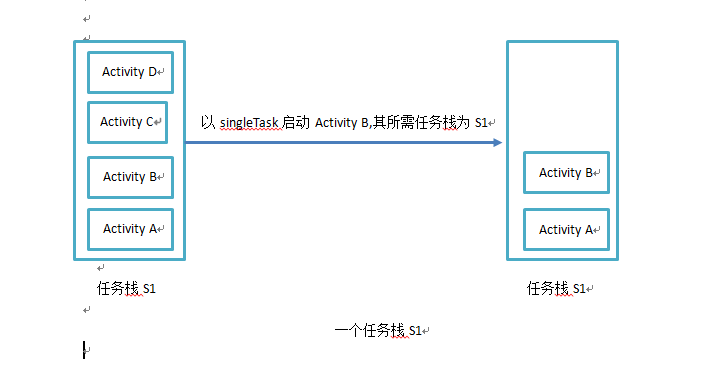 Activity D
Activity C
Activity B
Activity A
任务栈 S1
以 singleTask 启动 Activity B,其所需任务栈为 S1
Activity B
Activity A
任务栈 S1
一个任务栈 S1